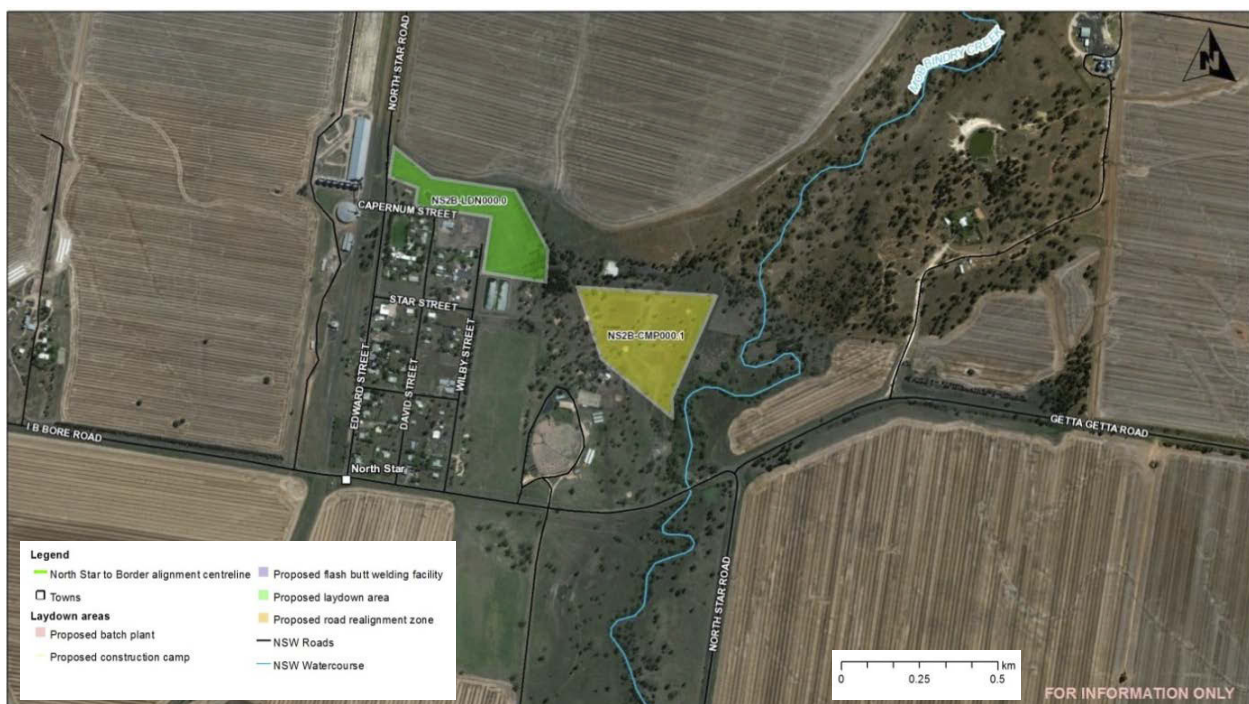 MOBBINDRY CREEK
N
NORTH STAR ROAD
NS2B-LDN000.0
CAPERNUM STREET
STAR STREET
NS2B-CMP000.1
WILBY STREET
EDWARD STREET
DAVID STREET
GETTA GETTA ROAD
I B BORE ROAD
North Star
NORTH STAR ROAD
Legend
North Star to Border alignment centreline
Towns
Laydown areas
Proposed batch plant
Proposed construction camp
Proposed flash butt welding facility
Proposed laydown area
Proposed road realignment zone
NSW Roads
NSW Watercourse
km
0 0.25 0.5
FOR INFORMATION ONLY